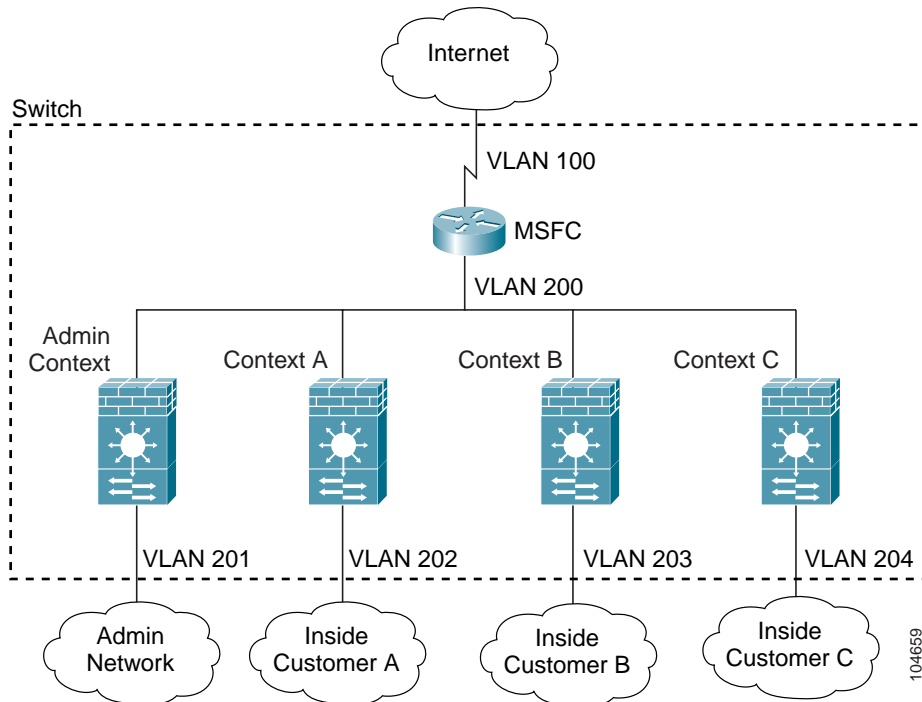 Internet
Switch
VLAN 100
MSFC
VLAN 200
Admin
Context
Context A
Context B
Context C
VLAN 201
VLAN 202
VLAN 203
VLAN 204
Admin
Network
Inside
Customer A
Inside
Customer B
Inside
Customer C
104659